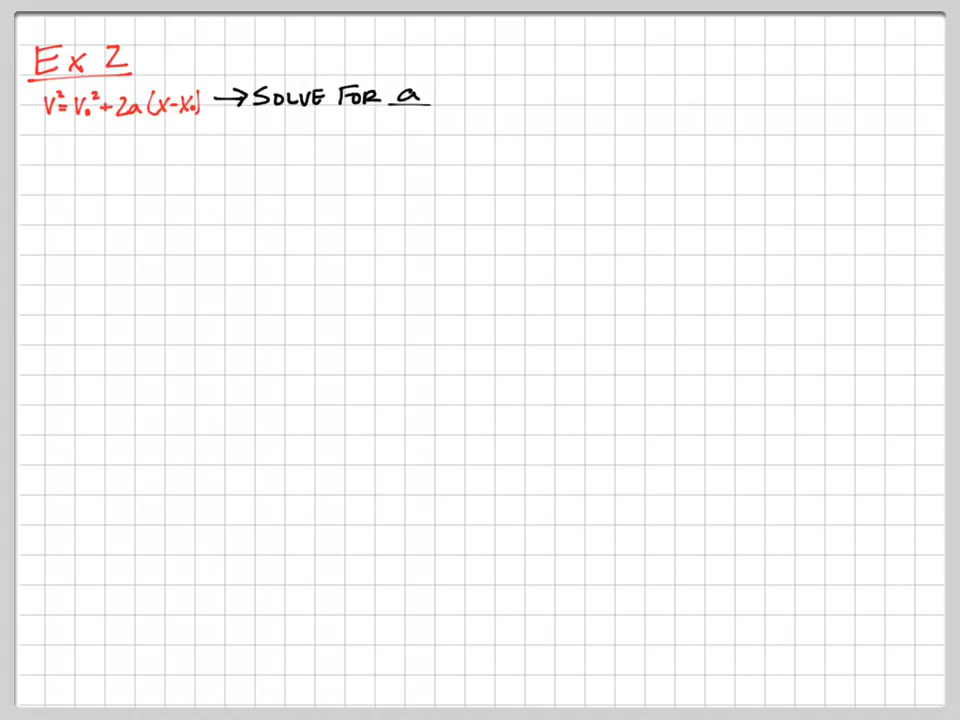 Ex 2
V²=V₀²+2a(x-x₀) →SOLVE FOR a